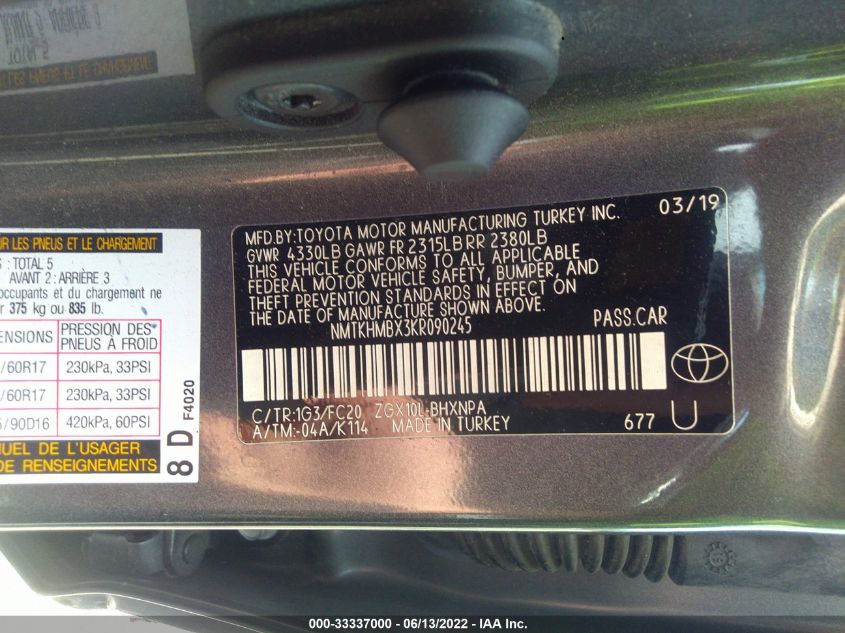 TOTAL 5
UR LES PNEUS ET LE CHARGEMENT
S : TOTAL 5
AVANT 2 : ARRIÈRE 3
occupants et du chargement ne
r 375 kg ou 835 lb.
ENSIONS PRESSION DES PNEUS À FROID
/60R17 230kPa, 33PSI
/60R17 230kPa, 33PSI
/90D16 420kPa, 60PSI
NUEL DE L'USAGER
DE RENSEIGNEMENTS
8 D F4020
MFD.BY:TOYOTA MOTOR MANUFACTURING TURKEY INC. 03/19
GVWR 4330LB GAWR FR 2315LB RR 2380LB
THIS VEHICLE CONFORMS TO ALL APPLICABLE
FEDERAL MOTOR VEHICLE SAFETY, BUMPER, AND
THEFT PREVENTION STANDARDS IN EFFECT ON
THE DATE OF MANUFACTURE SHOWN ABOVE.
NMTKHMBX3KR090245 PASS.CAR
C/TR:1G3/FC20 ZGX10L-BHXNPA
A/TM:-04A/K114 MADE IN TURKEY 677 U
000-33337000 - 06/13/2022 - IAA Inc.